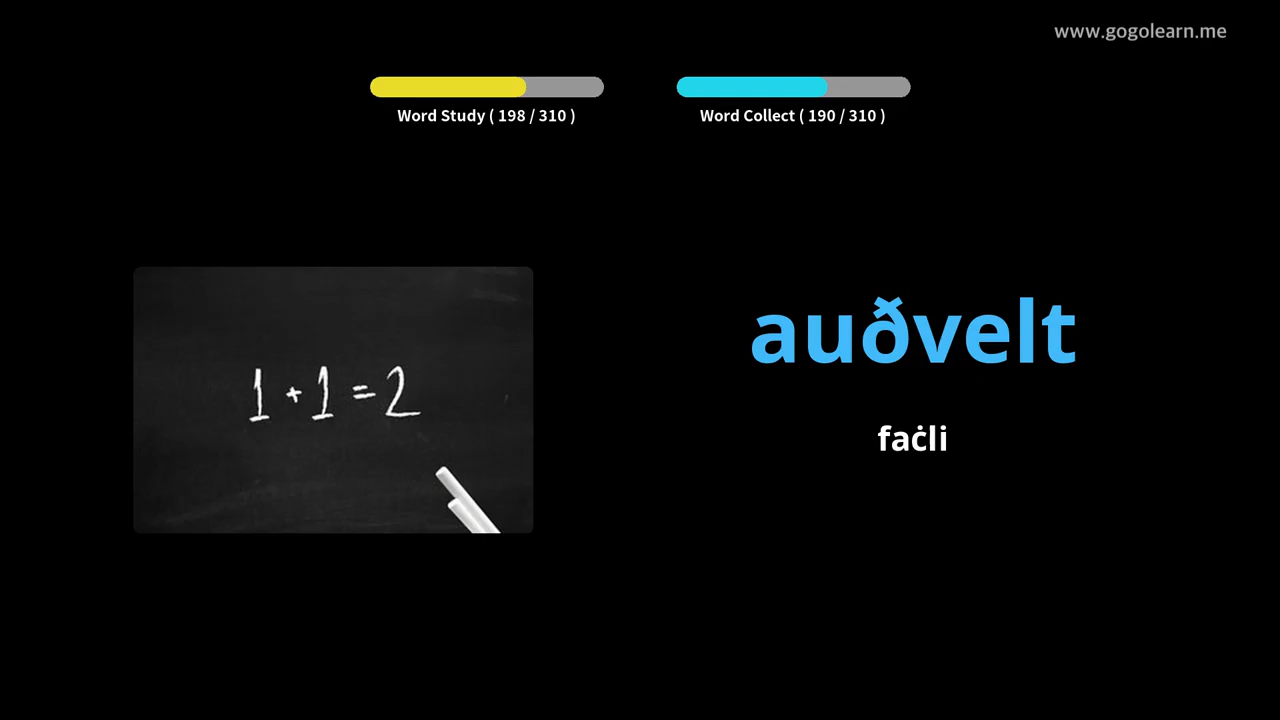 www.gogolearn.me
Word Study ( 198 / 310 )
Word Collect ( 190 / 310 )
1 + 1 = 2
auðvelt
faċli